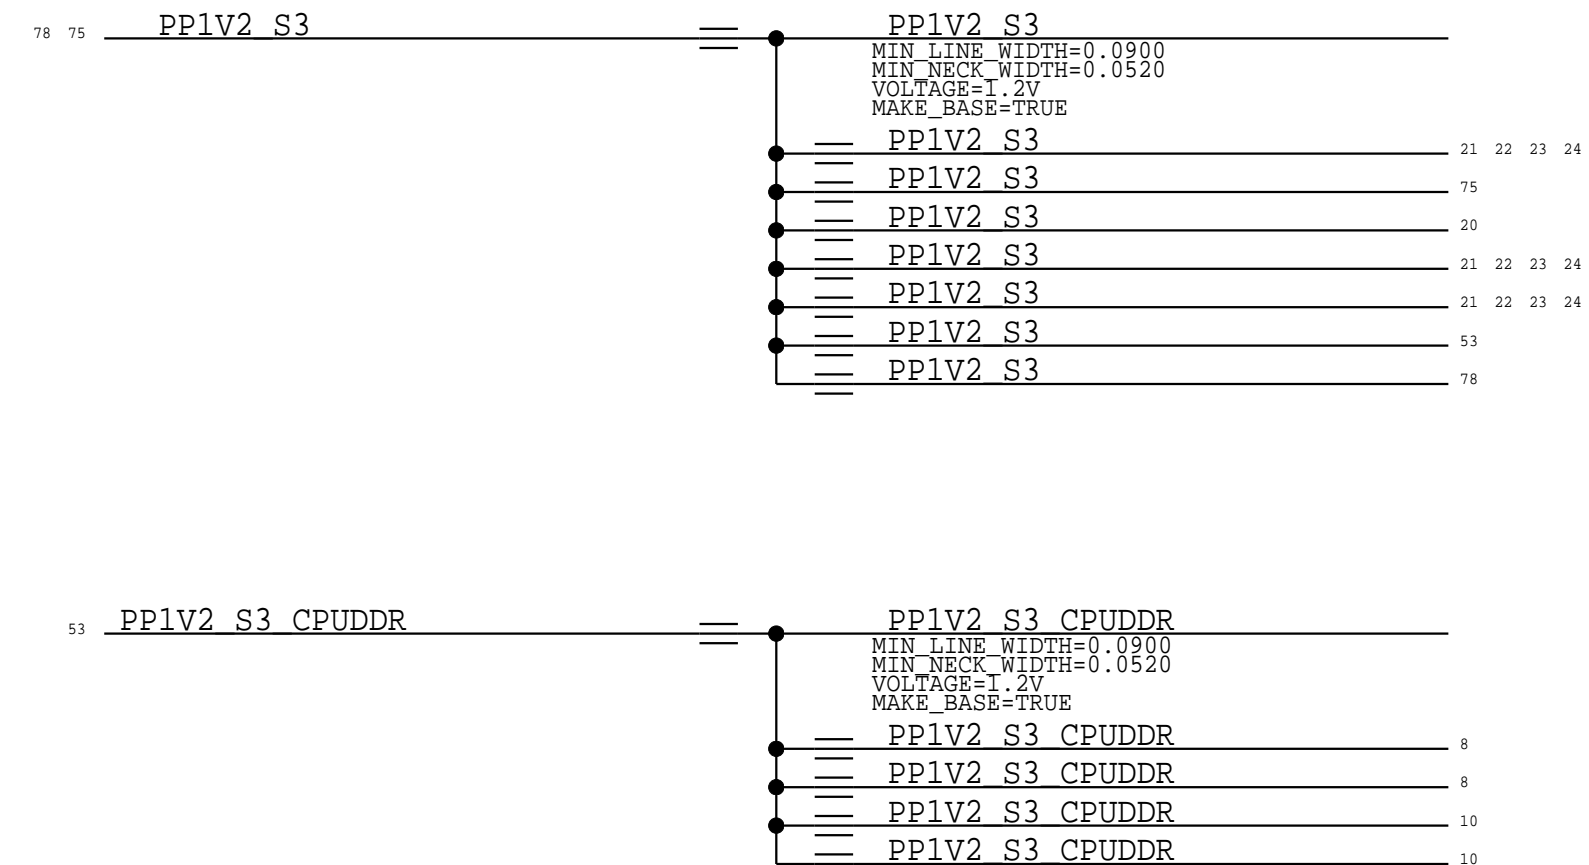 78 75 PP1V2_S3 PP1V2_S3
MIN_LINE_WIDTH=0.0900
MIN_NECK_WIDTH=0.0520
VOLTAGE=1.2V
MAKE_BASE=TRUE
PP1V2_S3 21 22 23 24
PP1V2_S3 75
PP1V2_S3 20
PP1V2_S3 21 22 23 24
PP1V2_S3 21 22 23 24
PP1V2_S3 53
PP1V2_S3 78
53 PP1V2_S3_CPUDDR PP1V2_S3_CPUDDR
MIN_LINE_WIDTH=0.0900
MIN_NECK_WIDTH=0.0520
VOLTAGE=1.2V
MAKE_BASE=TRUE
PP1V2_S3_CPUDDR 8
PP1V2_S3_CPUDDR 8
PP1V2_S3_CPUDDR 10
PP1V2_S3_CPUDDR 10